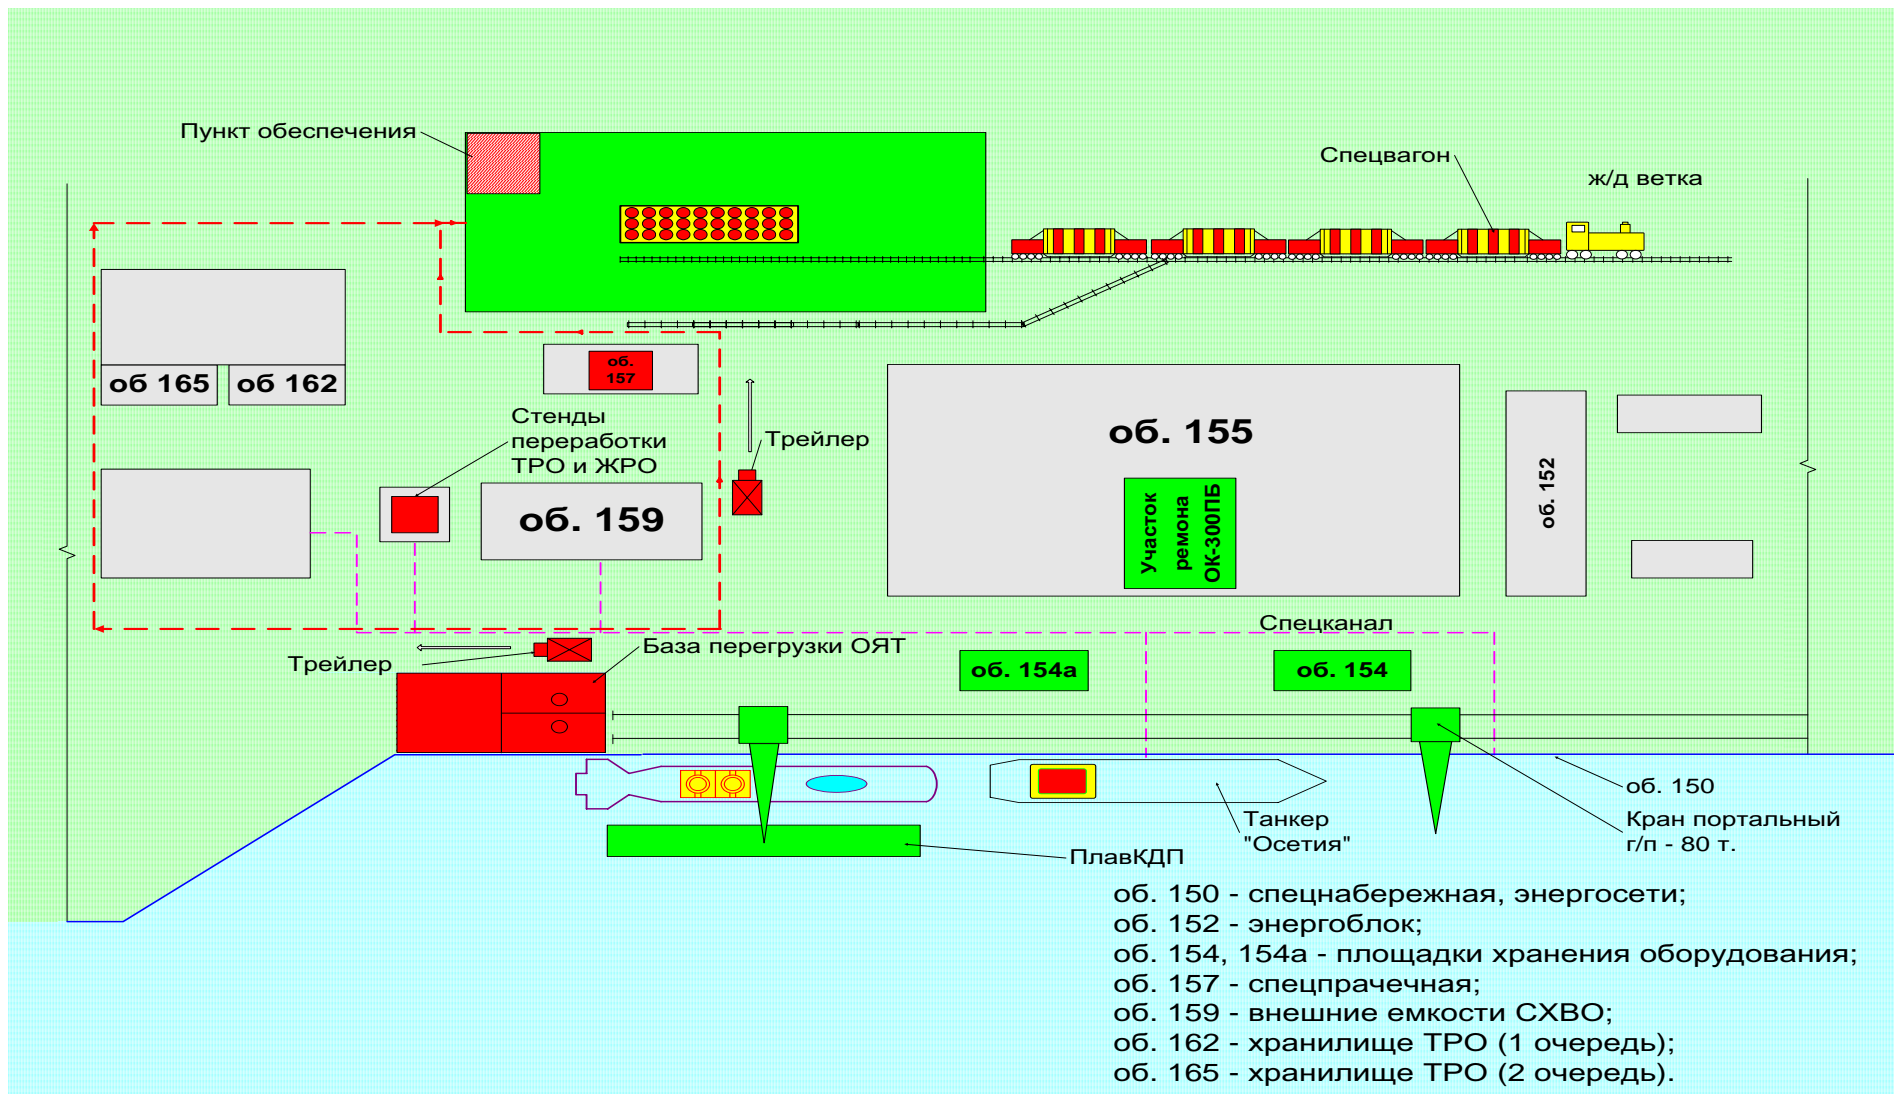 Пункт обеспечения
Спецвагон
ж/д ветка
об 165
об 162
об.
157
Стенды
переработки
ТРО и ЖРО
Трейлер
об. 155
об. 159
Участок
ремона
ОК-300ПБ
об. 152
Спецканал
База перегрузки ОЯТ
Трейлер
об. 154а
об. 154
об. 150
Танкер
"Осетия"
Кран портальный
г/п - 80 т.
ПлавКДП
об. 150 - спецнабережная, энергосети;
об. 152 - энергоблок;
об. 154, 154а - площадки хранения оборудования;
об. 157 - спецпрачечная;
об. 159 - внешние емкости СХВО;
об. 162 - хранилище ТРО (1 очередь);
об. 165 - хранилище ТРО (2 очередь).